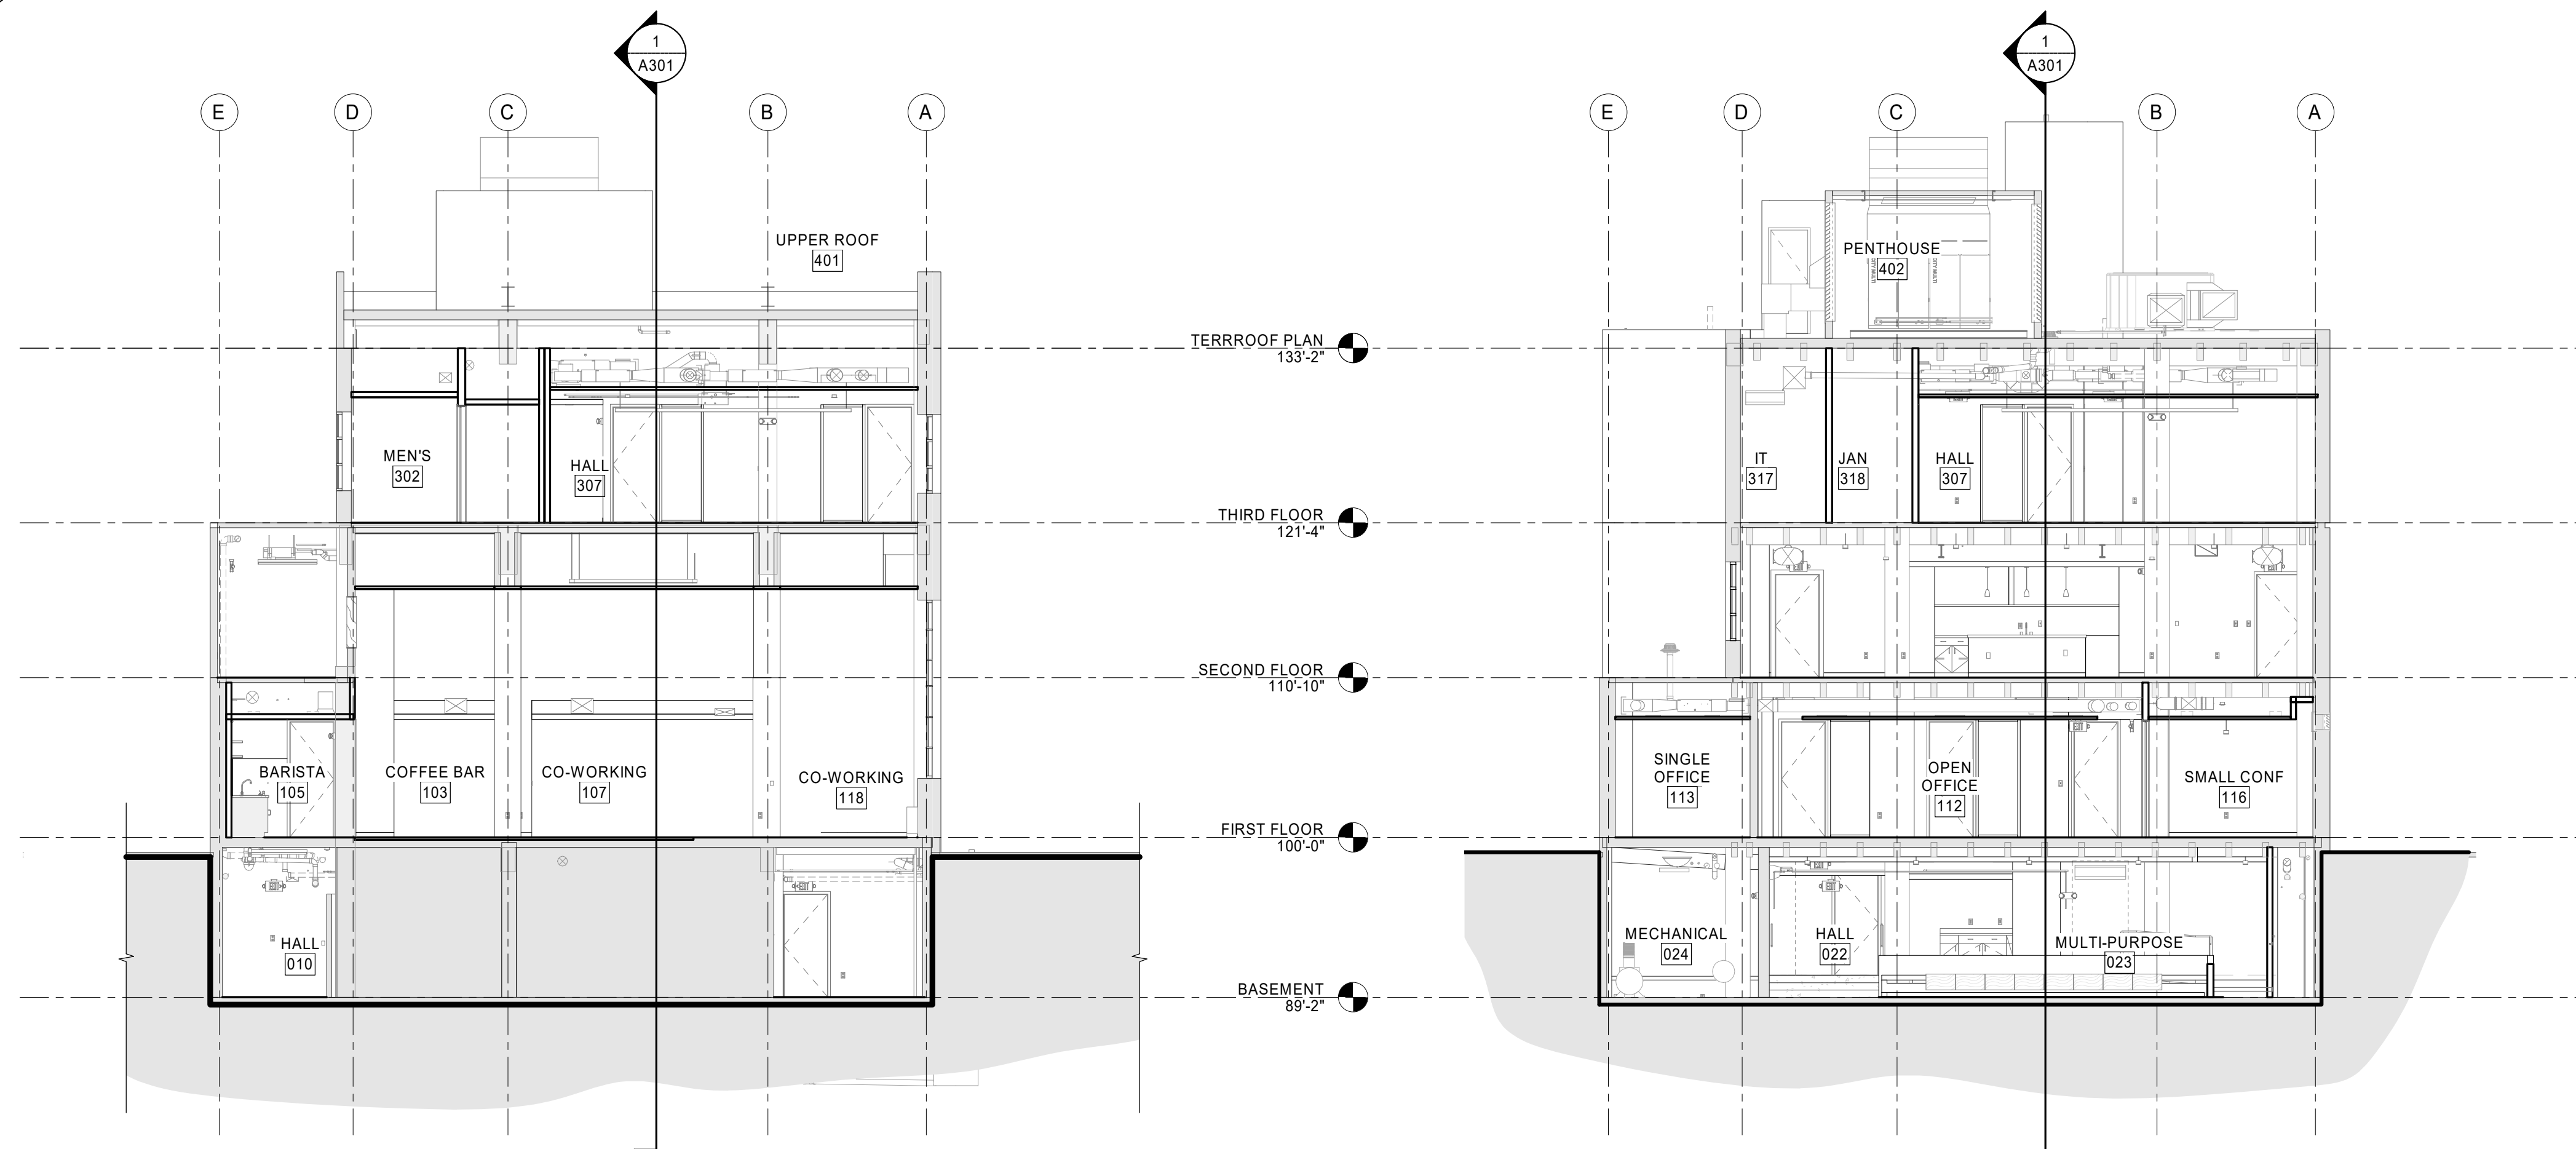 1
A301
1
A301
E
D
C
B
A
E
D
C
B
A
UPPER ROOF
401
PENTHOUSE
402
TERRROOF PLAN
133'-2"
MEN'S
302
HALL
307
IT
317
JAN
318
HALL
307
THIRD FLOOR
121'-4"
SECOND FLOOR
110'-10"
BARISTA
105
COFFEE BAR
103
CO-WORKING
107
CO-WORKING
118
SINGLE
OFFICE
113
OPEN
OFFICE
112
SMALL CONF
116
FIRST FLOOR
100'-0"
HALL
010
MECHANICAL
024
HALL
022
MULTI-PURPOSE
023
BASEMENT
89'-2"